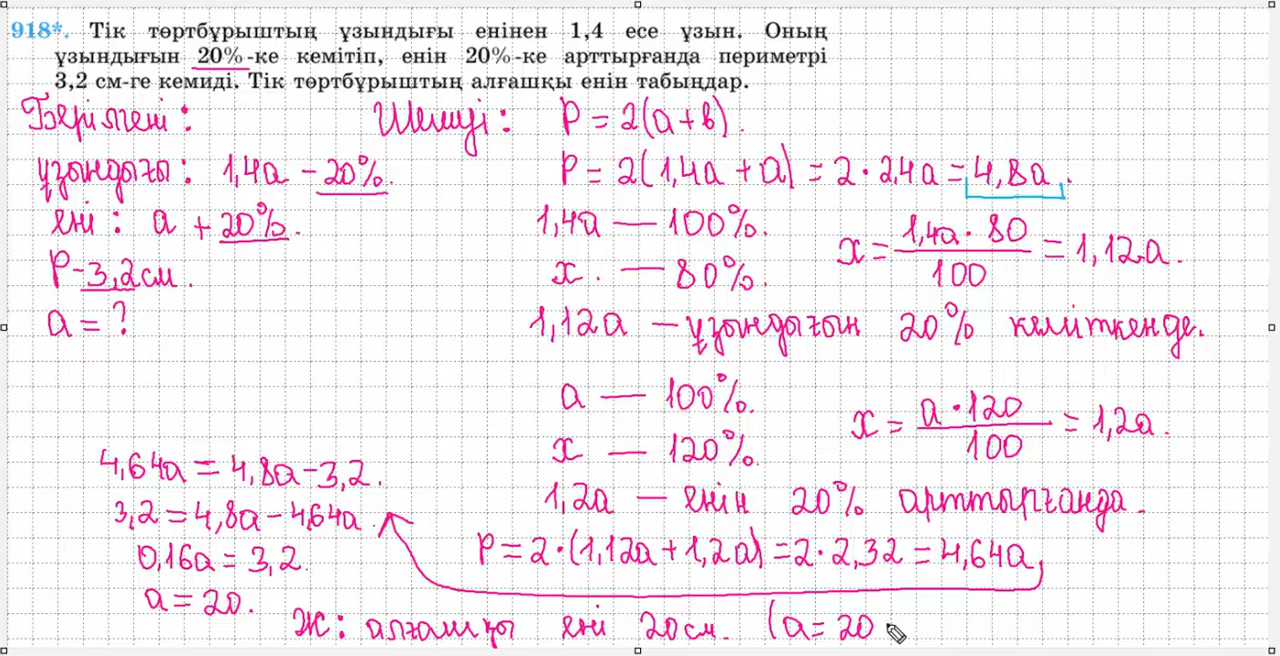 918*. Тік төртбұрыштың ұзындығы енінен 1,4 есе ұзын. Оның
ұзындығын 20%-ке кемітіп, енін 20%-ке арттырғанда периметрі
3,2 см-ге кемиді. Тік төртбұрыштың алғашқы енін табыңдар.
Берілгені:
ұзындығы: 1,4a - 20%.
ені: a + 20%.
P - 3,2 см.
a = ?
Шешуі: P = 2(a+b).
P = 2(1,4a + a) = 2 · 2,4a = 4,8a.
1,4a — 100%.
x. — 80%.
x = 1,4a · 80 / 100 = 1,12a.
1,12a — ұзындығын 20% кеміткенде.
a — 100%.
x — 120%.
x = a · 120 / 100 = 1,2a.
1,2a — енін 20% арттырғанда.
P = 2 · (1,12a + 1,2a) = 2 · 2,32 = 4,64a
4,64a = 4,8a - 3,2.
3,2 = 4,8a - 4,64a.
0,16a = 3,2.
a = 20.
Ж: алғашқы ені 20 см. (a = 20